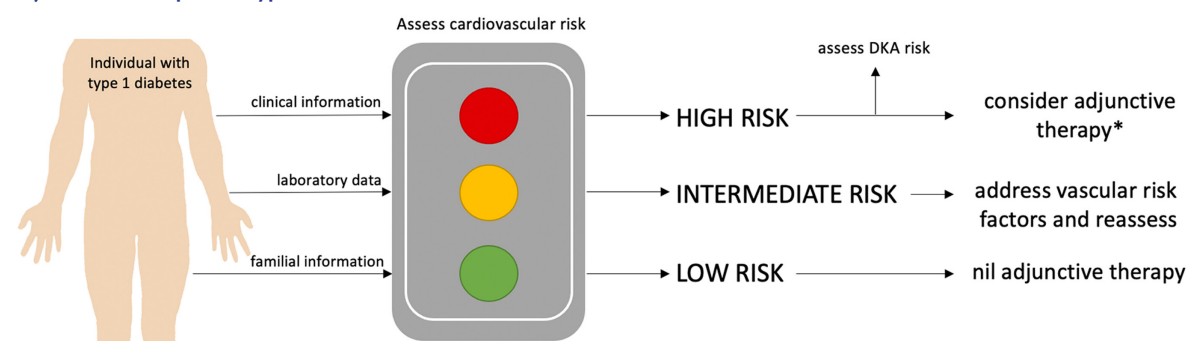 Assess cardiovascular risk
Individual with
type 1 diabetes
clinical information
laboratory data
familial information
assess DKA risk
HIGH RISK
consider adjunctive
therapy*
INTERMEDIATE RISK
address vascular risk
factors and reassess
LOW RISK
nil adjunctive therapy